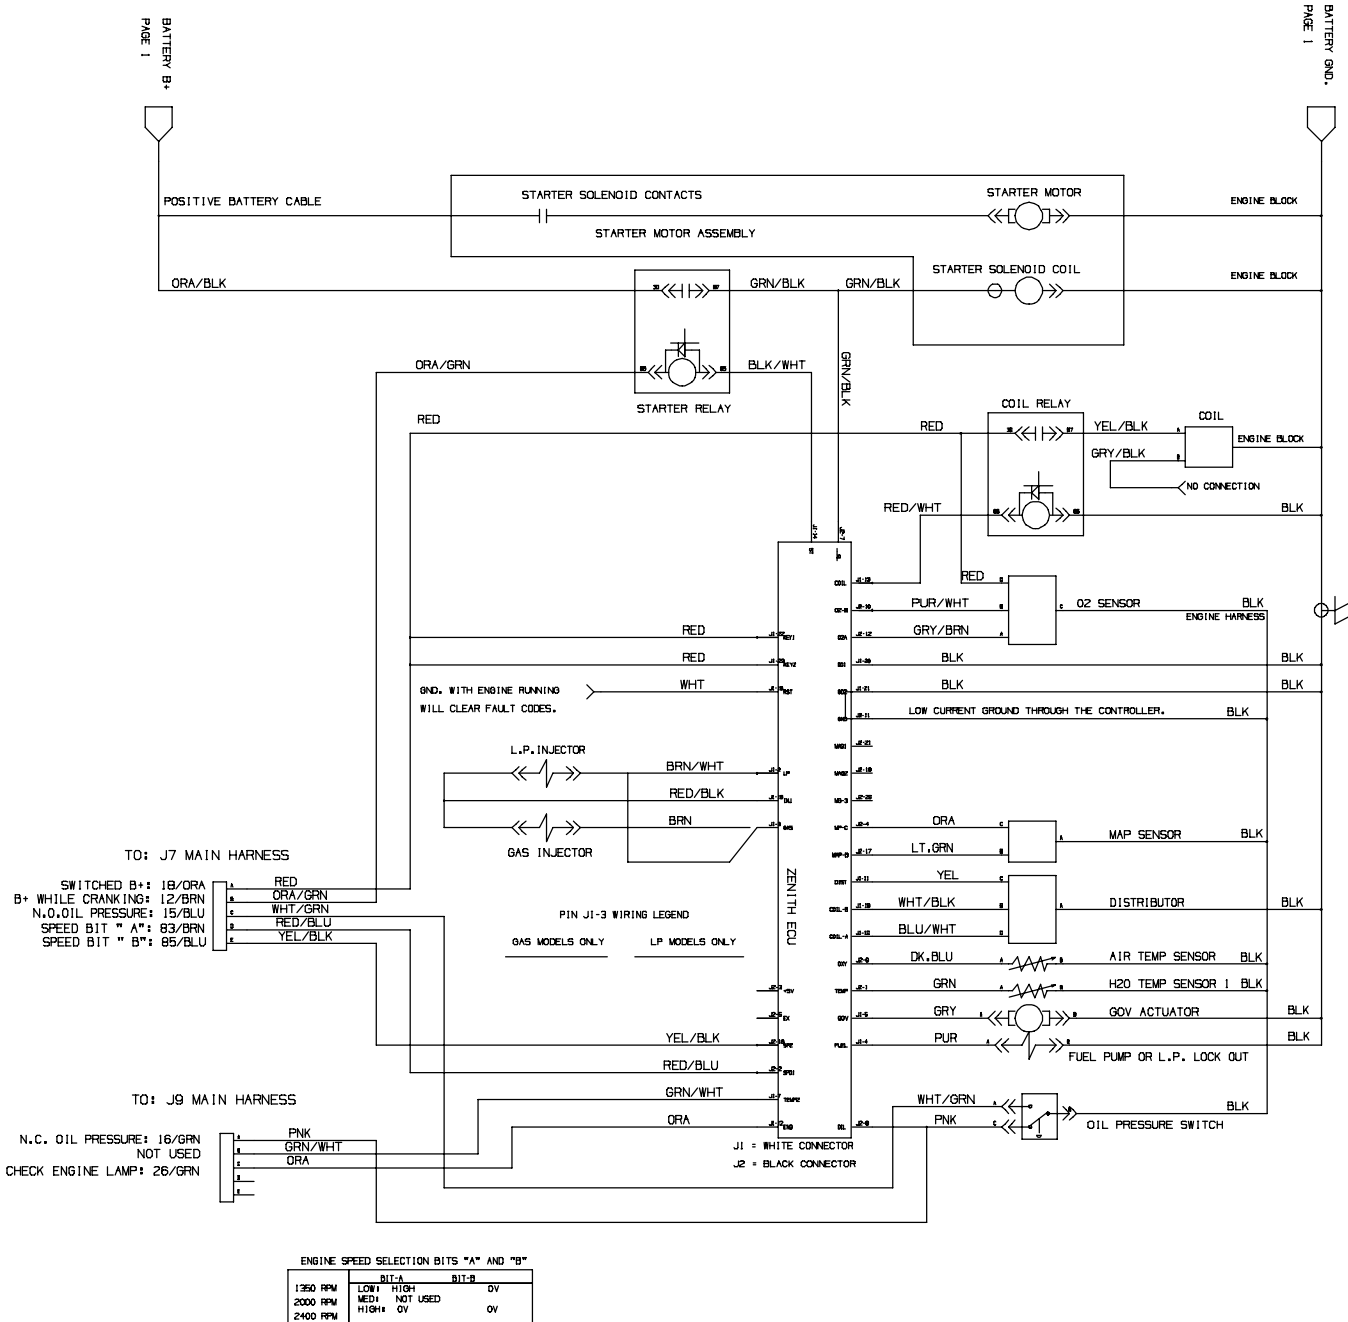 BATTERY B+
PAGE 1
BATTERY GND.
PAGE 1
POSITIVE BATTERY CABLE
STARTER SOLENOID CONTACTS
STARTER MOTOR
ENGINE BLOCK
STARTER MOTOR ASSEMBLY
STARTER SOLENOID COIL
ENGINE BLOCK
ORA/BLK
GRN/BLK
GRN/BLK
GRN/BLK
ORA/GRN
BLK/WHT
STARTER RELAY
COIL RELAY
COIL
RED
RED
YEL/BLK
ENGINE BLOCK
GRY/BLK
NO CONNECTION
RED/WHT
BLK
RED
PUR/WHT
O2 SENSOR
BLK
ENGINE HARNESS
RED
GRY/BRN
RED
BLK
BLK
GND. WITH ENGINE RUNNING
WILL CLEAR FAULT CODES.
WHT
BLK
BLK
LOW CURRENT GROUND THROUGH THE CONTROLLER.
BLK
L.P.INJECTOR
BRN/WHT
RED/BLK
BRN
GAS INJECTOR
ORA
MAP SENSOR
BLK
LT.GRN
TO: J7 MAIN HARNESS
SWITCHED B+: 18/ORA
RED
B+ WHILE CRANKING: 12/BRN
ORA/GRN
N.O.OIL PRESSURE: 15/BLU
WHT/GRN
SPEED BIT " A": 83/BRN
RED/BLU
SPEED BIT " B": 85/BLU
YEL/BLK
PIN J1-3 WIRING LEGEND
GAS MODELS ONLY
LP MODELS ONLY
ZENITH ECU
YEL
WHT/BLK
DISTRIBUTOR
BLK
BLU/WHT
DK.BLU
AIR TEMP SENSOR
BLK
GRN
H2O TEMP SENSOR 1
BLK
GRY
GOV ACTUATOR
BLK
YEL/BLK
PUR
BLK
FUEL PUMP OR L.P. LOCK OUT
RED/BLU
GRN/WHT
WHT/GRN
ORA
PNK
BLK
OIL PRESSURE SWITCH
TO: J9 MAIN HARNESS
N.C. OIL PRESSURE: 16/GRN
PNK
NOT USED
GRN/WHT
CHECK ENGINE LAMP: 26/GRN
ORA
J1 = WHITE CONNECTOR
J2 = BLACK CONNECTOR
ENGINE SPEED SELECTION BITS "A" AND "B"
BIT-A BIT-B
1350 RPM LOW: HIGH 0V
2000 RPM MED: NOT USED
2400 RPM HIGH: 0V 0V